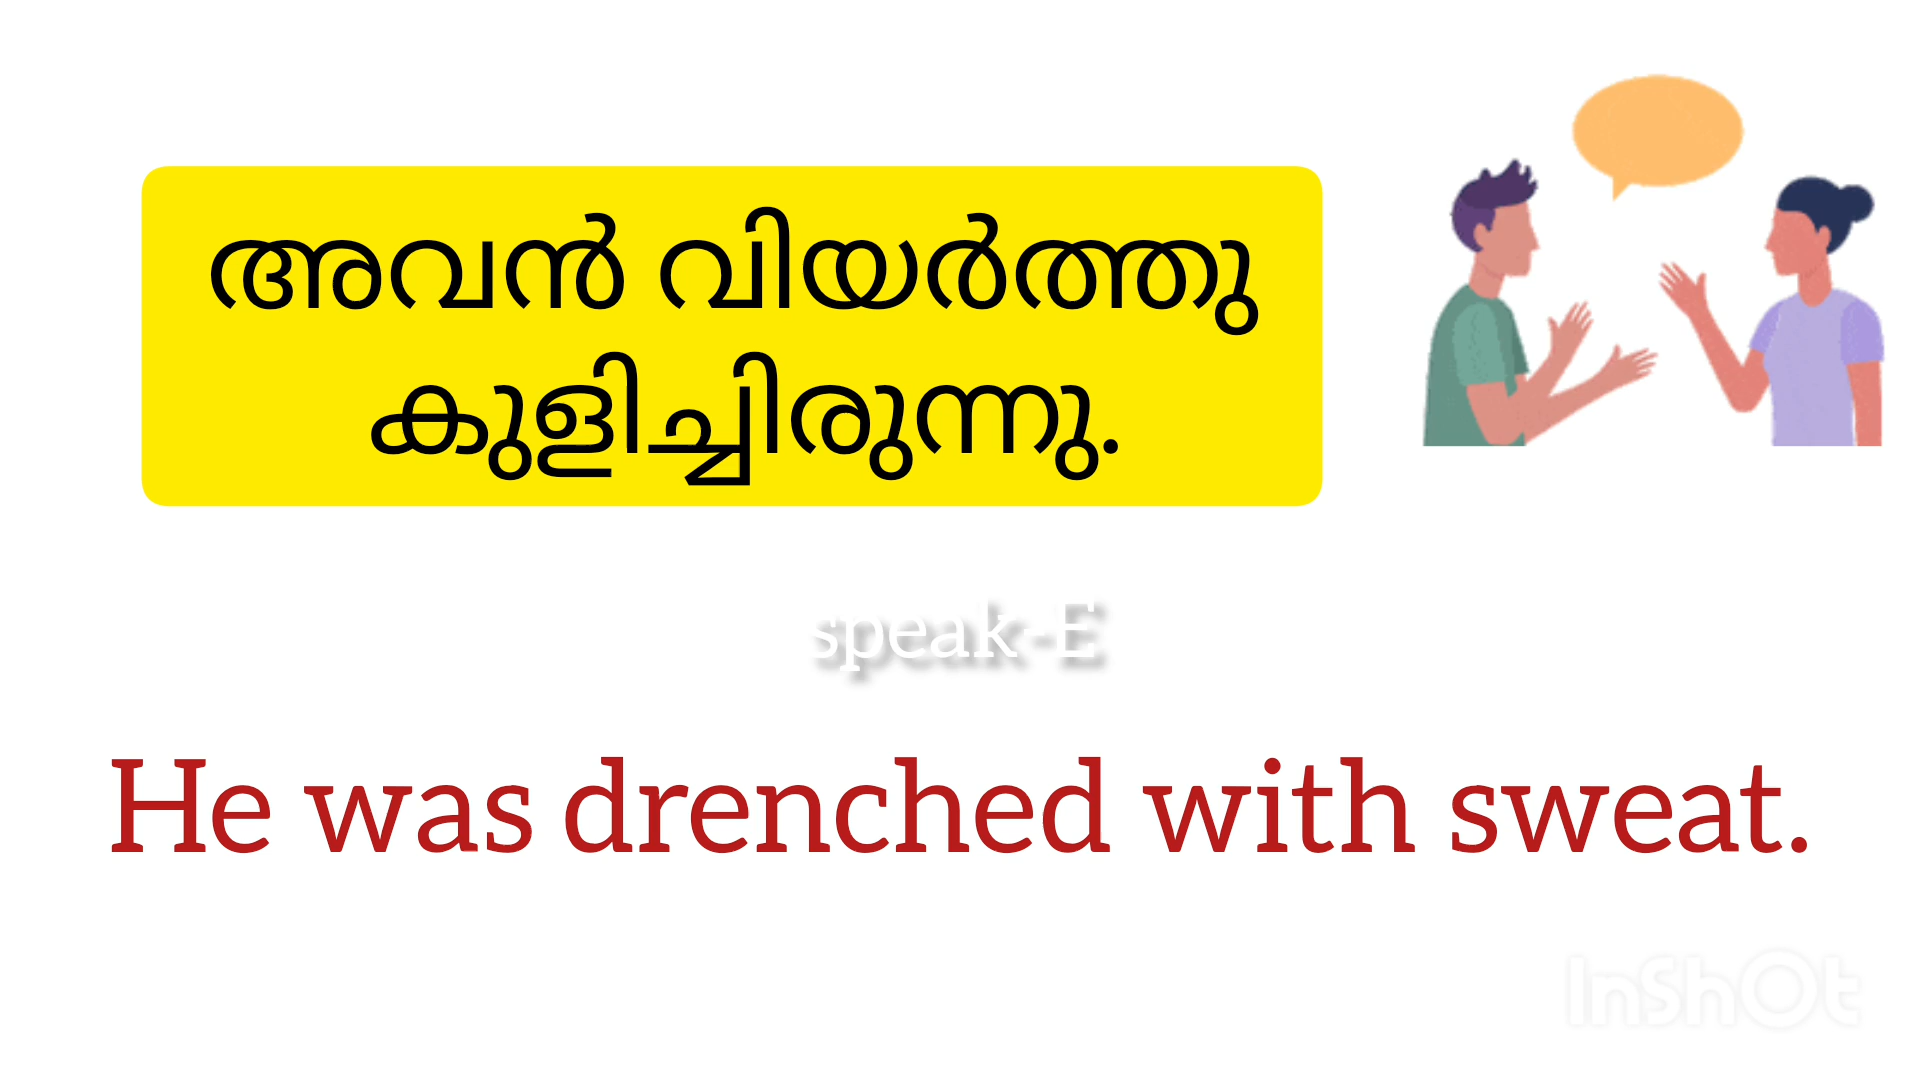 അവൻ വിയർത്തു
കുളിച്ചിരുന്നു.
speak-E
He was drenched with sweat.
InShOt